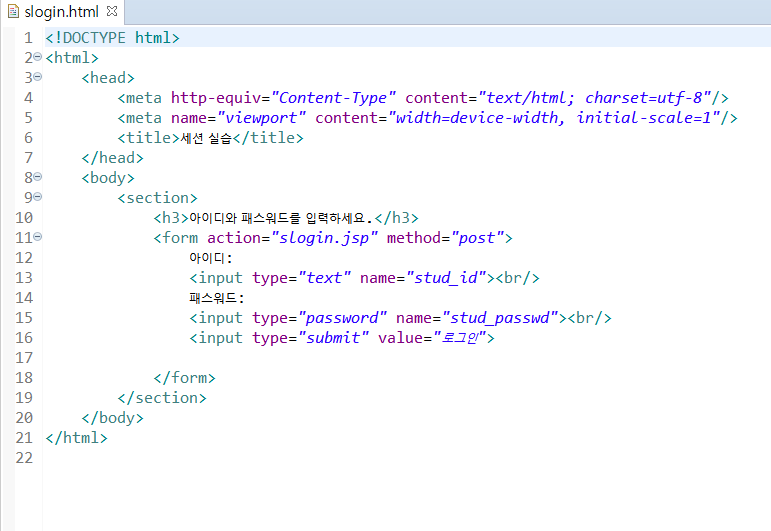 slogin.html
1 <!DOCTYPE html>
2 <html>
3     <head>
4         <meta http-equiv="Content-Type" content="text/html; charset=utf-8"/>
5         <meta name="viewport" content="width=device-width, initial-scale=1"/>
6         <title>세션 실습</title>
7     </head>
8     <body>
9         <section>
10             <h3>아이디와 패스워드를 입력하세요.</h3>
11             <form action="slogin.jsp" method="post">
12                 아이디:
13                 <input type="text" name="stud_id"><br/>
14                 패스워드:
15                 <input type="password" name="stud_passwd"><br/>
16                 <input type="submit" value="로그인">
17
18             </form>
19         </section>
20     </body>
21 </html>
22